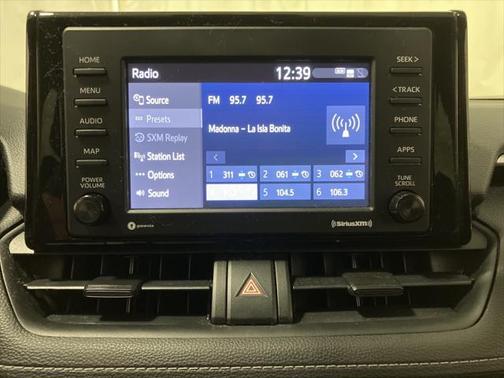 HOME
MENU
AUDIO
MAP
POWER
VOLUME
Radio 12:39
Source
Presets
SXM Replay
Station List
Options
Sound
FM 95.7 95.7
Madonna – La Isla Bonita
< >
1 311 2 061 3 062
5 104.5 6 106.3
SEEK >
< TRACK
PHONE
APPS
TUNE
SCROLL
((SiriusXM))